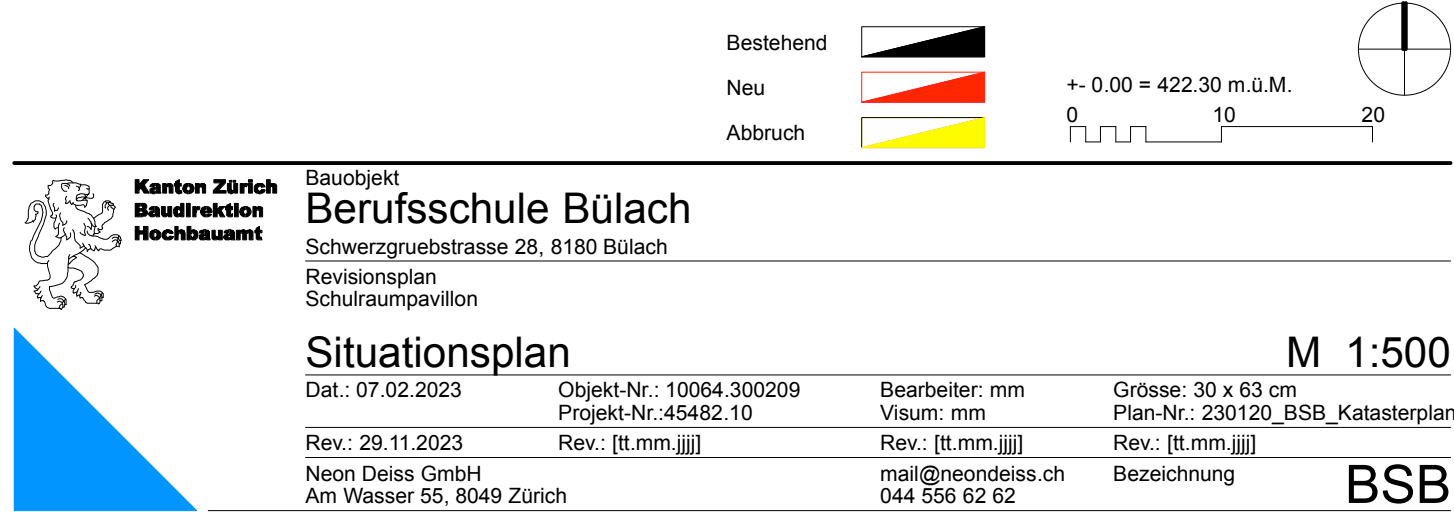 Bestehend
Neu
Abbruch
+- 0.00 = 422.30 m.ü.M.
0 10 20
Kanton Zürich
Baudirektion
Hochbauamt
Bauobjekt
Berufsschule Bülach
Schwerzgruebstrasse 28, 8180 Bülach
Revisionsplan
Schulraumpavillon
Situationsplan M 1:500
Dat.: 07.02.2023 Objekt-Nr.: 10064.300209 Bearbeiter: mm Grösse: 30 x 63 cm
Projekt-Nr.:45482.10 Visum: mm Plan-Nr.: 230120_BSB_Katasterplan
Rev.: 29.11.2023 Rev.: [tt.mm.jjjj] Rev.: [tt.mm.jjjj] Rev.: [tt.mm.jjjj]
Neon Deiss GmbH mail@neondeiss.ch Bezeichnung BSB
Am Wasser 55, 8049 Zürich 044 556 62 62